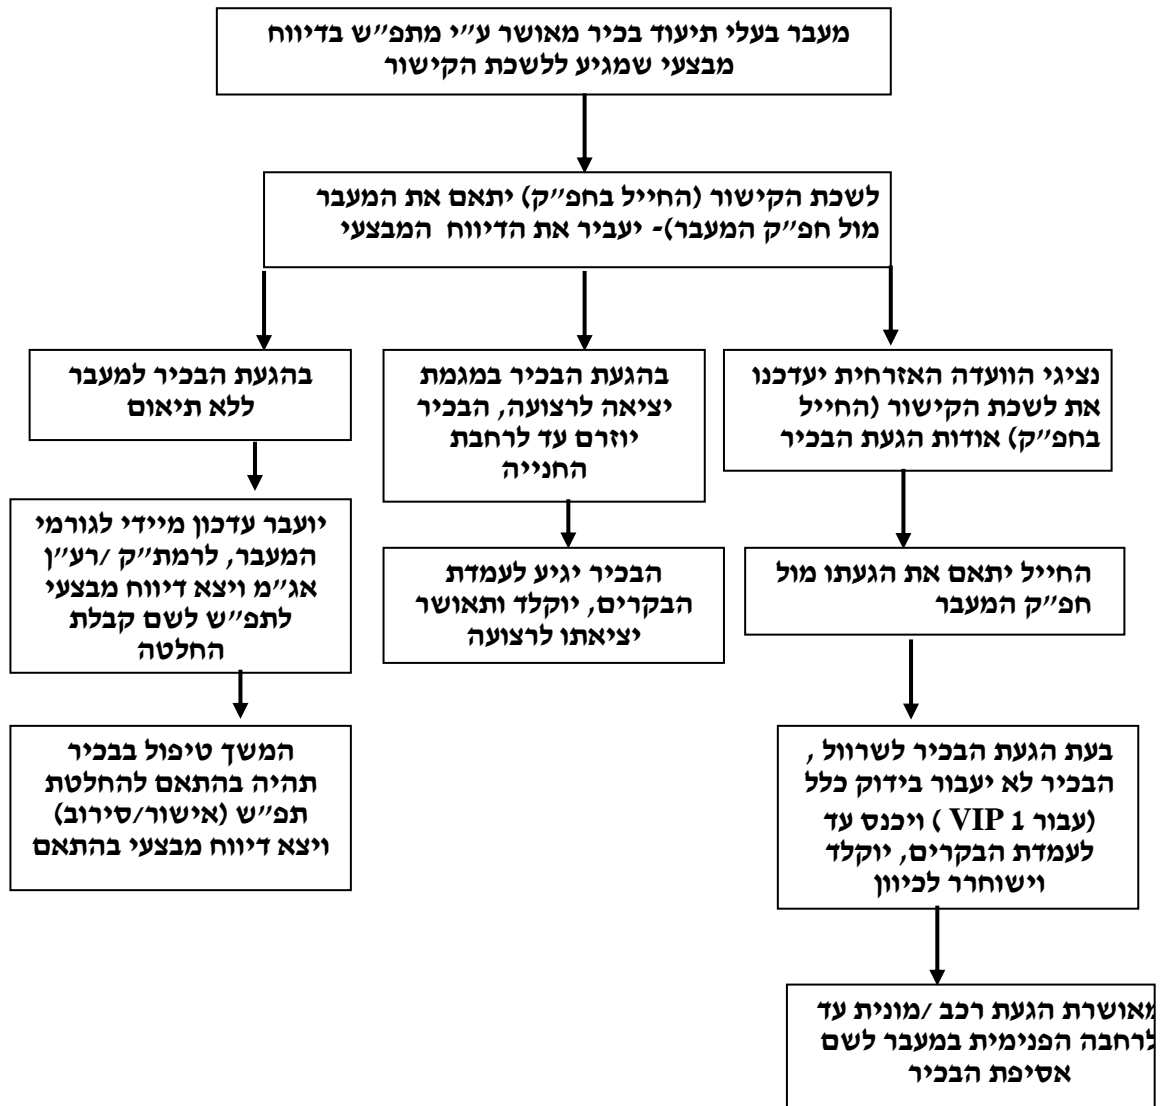 מעבר בעלי תיעוד בכיר מאושר ע״י מתפ״ש בדיווח
מבצעי שמגיע ללשכת הקישור
לשכת הקישור (החייל בחפ״ק) יתאם את המעבר
מול חפ״ק המעבר)- יעביר את הדיווח המבצעי
נציגי הוועדה האזרחית יעדכנו
את לשכת הקישור (החייל
בחפ״ק) אודות הגעת הבכיר
החייל יתאם את הגעתו מול
חפ״ק המעבר
בעת הגעת הבכיר לשרוול ,
הבכיר לא יעבור בידוק כלל
(עבור VIP 1 ) ויכנס עד
לעמדת הבקרים, יוקלד
וישוחרר לכיוון
מאושרת הגעת רכב /מונית עד
לרחבה הפנימית במעבר לשם
אסיפת הבכיר
בהגעת הבכיר במגמת
יציאה לרצועה, הבכיר
יוזרם עד לרחבת
החנייה
הבכיר יגיע לעמדת
הבקרים, יוקלד ותאושר
יציאתו לרצועה
בהגעת הבכיר למעבר
ללא תיאום
יועבר עדכון מיידי לגורמי
המעבר, לרמת״ק /רע״ן
אג״מ ויצא דיווח מבצעי
לתפ״ש לשם קבלת
החלטה
המשך טיפול בבכיר
תהיה בהתאם להחלטת
תפ״ש (אישור/סירוב)
ויצא דיווח מבצעי בהתאם